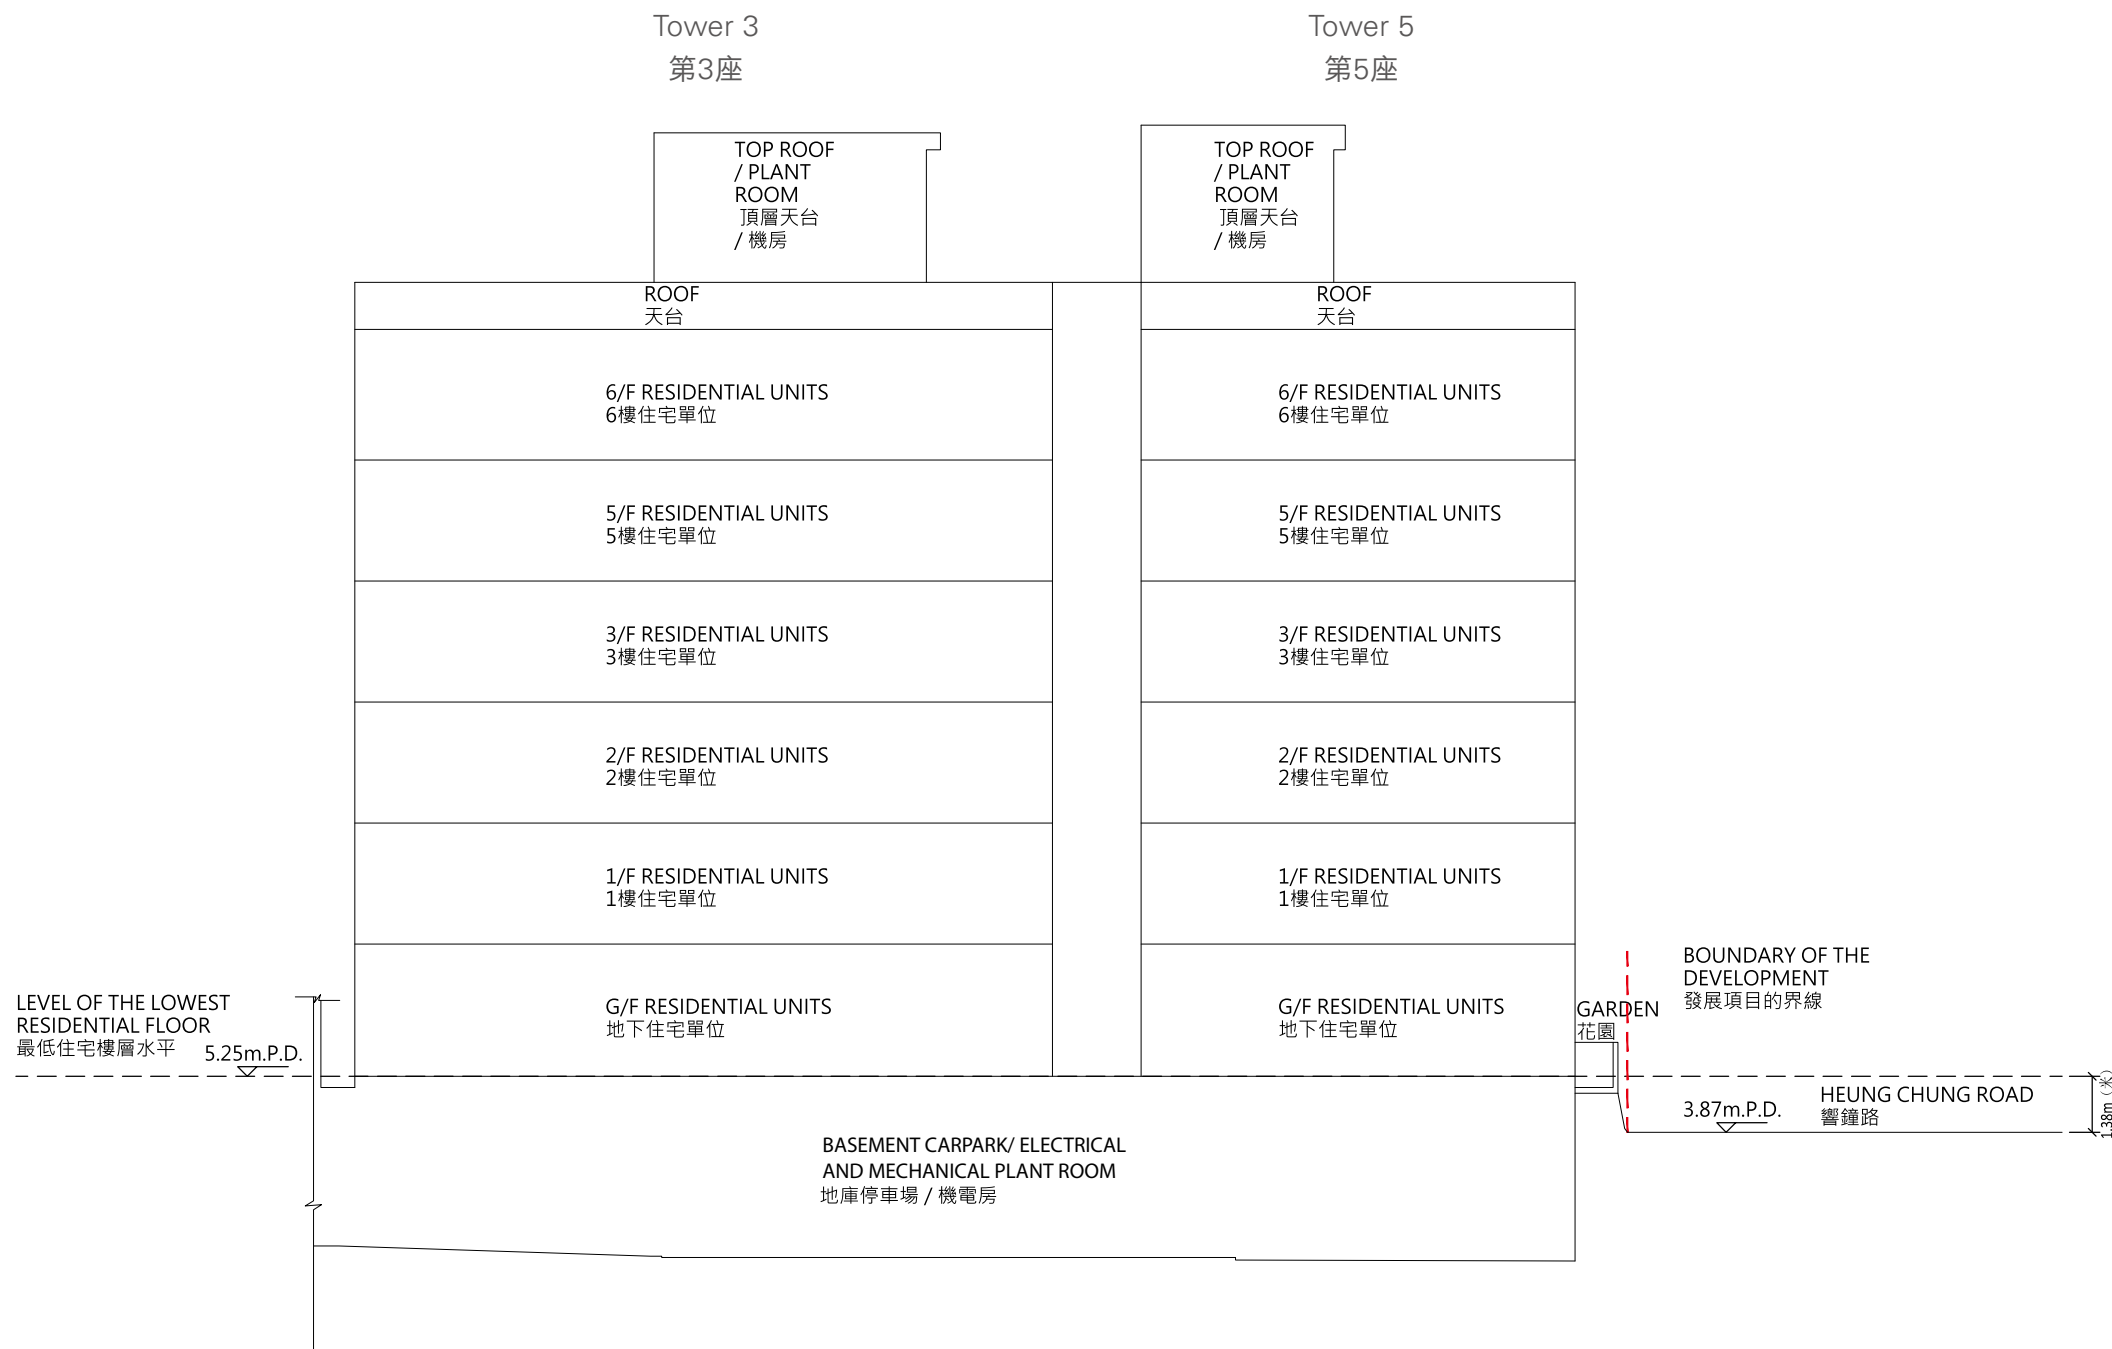 Tower 3
第3座
Tower 5
第5座
TOP ROOF
/ PLANT
ROOM
頂層天台
/ 機房
TOP ROOF
/ PLANT
ROOM
頂層天台
/ 機房
ROOF
天台
ROOF
天台
6/F RESIDENTIAL UNITS
6樓住宅單位
6/F RESIDENTIAL UNITS
6樓住宅單位
5/F RESIDENTIAL UNITS
5樓住宅單位
5/F RESIDENTIAL UNITS
5樓住宅單位
3/F RESIDENTIAL UNITS
3樓住宅單位
3/F RESIDENTIAL UNITS
3樓住宅單位
2/F RESIDENTIAL UNITS
2樓住宅單位
2/F RESIDENTIAL UNITS
2樓住宅單位
1/F RESIDENTIAL UNITS
1樓住宅單位
1/F RESIDENTIAL UNITS
1樓住宅單位
LEVEL OF THE LOWEST
RESIDENTIAL FLOOR
最低住宅樓層水平
5.25m.P.D.
G/F RESIDENTIAL UNITS
地下住宅單位
G/F RESIDENTIAL UNITS
地下住宅單位
GARDEN
花園
BOUNDARY OF THE
DEVELOPMENT
發展項目的界線
3.87m.P.D.
HEUNG CHUNG ROAD
響鐘路
1.38m（米）
BASEMENT CARPARK/ ELECTRICAL
AND MECHANICAL PLANT ROOM
地庫停車場 / 機電房